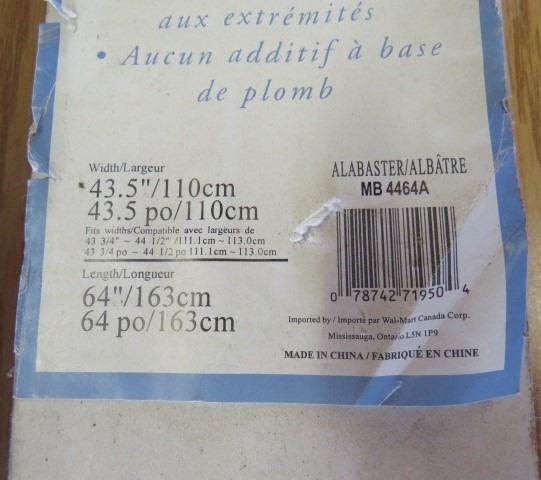 aux extrémités
• Aucun additif à base
de plomb
Width/Largeur
43.5"/110cm
43.5 po/110cm
Fits widths/Compatible avec largeurs de
43 3/4" ~ 44 1/2" /111.1cm ~ 113.0cm
43 3/4 po ~ 44 1/2 po 111.1cm ~ 113.0cm
Length/Longueur
64"/163cm
64 po/163cm
ALABASTER/ALBÂTRE
MB 4464A
0 78742 71950 4
Imported by / Importé par Wal-Mart Canada Corp.
Mississauga, Ontario L5N 1P9
MADE IN CHINA / FABRIQUÉ EN CHINE